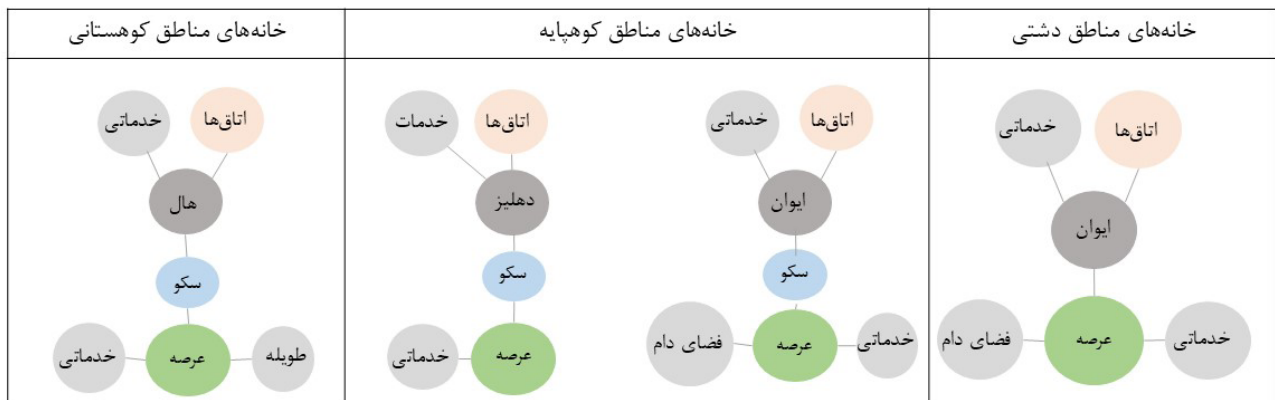 خانه‌های مناطق دشتی
خانه‌های مناطق کوهپایه
خانه‌های مناطق کوهستانی
اتاق‌ها
خدماتی
ایوان
عرصه
خدماتی
فضای دام
اتاق‌ها
خدماتی
ایوان
سکو
عرصه
خدماتی
فضای دام
اتاق‌ها
خدمات
دهلیز
سکو
عرصه
خدماتی
اتاق‌ها
خدماتی
هال
سکو
طویله
عرصه
خدماتی